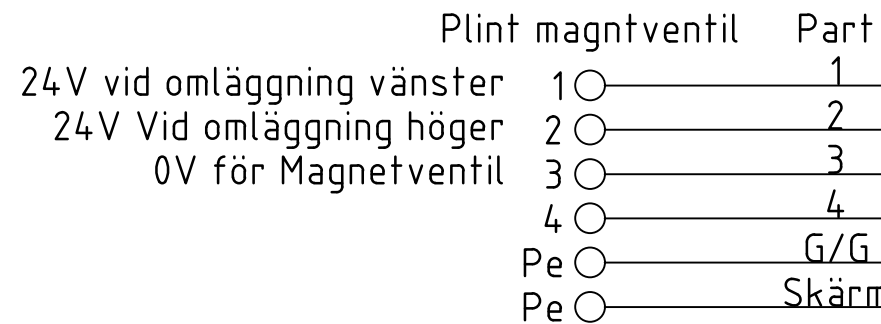 Plint magntventil Part
24V vid omläggning vänster 1 1
24V Vid omläggning höger 2 2
0V för Magnetventil 3 3
4 4
Pe G/G
Pe Skärm